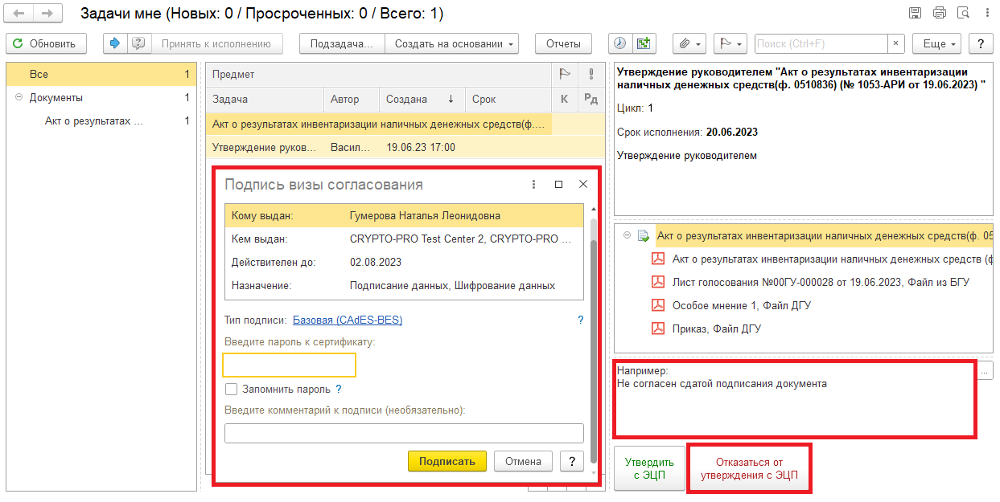 Задачи мне (Новых: 0 / Просроченных: 0 / Всего: 1)
Обновить
Принять к исполнению
Подзадача...
Создать на основании
Отчеты
Поиск (Ctrl+F)
×
Еще
?
Все 1
Документы 1
Акт о результатах ... 1
Предмет
Задача Автор Создана ↓ Срок К Рд
Акт о результатах инвентаризации наличных денежных средств(ф....
Утверждение руков... Васил... 19.06.23 17:00
Подпись визы согласования
Кому выдан: Гумерова Наталья Леонидовна
Кем выдан: CRYPTO-PRO Test Center 2, CRYPTO-PRO ...
Действителен до: 02.08.2023
Назначение: Подписание данных, Шифрование данных
Тип подписи: Базовая (CAdES-BES) ?
Введите пароль к сертификату:
Запомнить пароль ?
Введите комментарий к подписи (необязательно):
Подписать
Отмена
?
Утверждение руководителем "Акт о результатах инвентаризации
наличных денежных средств(ф. 0510836) (№ 1053-АРИ от 19.06.2023) "
Цикл: 1
Срок исполнения: 20.06.2023
Утверждение руководителем
Акт о результатах инвентаризации наличных денежных средств(ф. 05
Акт о результатах инвентаризации наличных денежных средств (ф
Лист голосования №00ГУ-000028 от 19.06.2023, Файл из БГУ
Особое мнение 1, Файл ДГУ
Приказ, Файл ДГУ
Например:
Не согласен сдатой подписания документа
...
Утвердить
с ЭЦП
Отказаться от
утверждения с ЭЦП